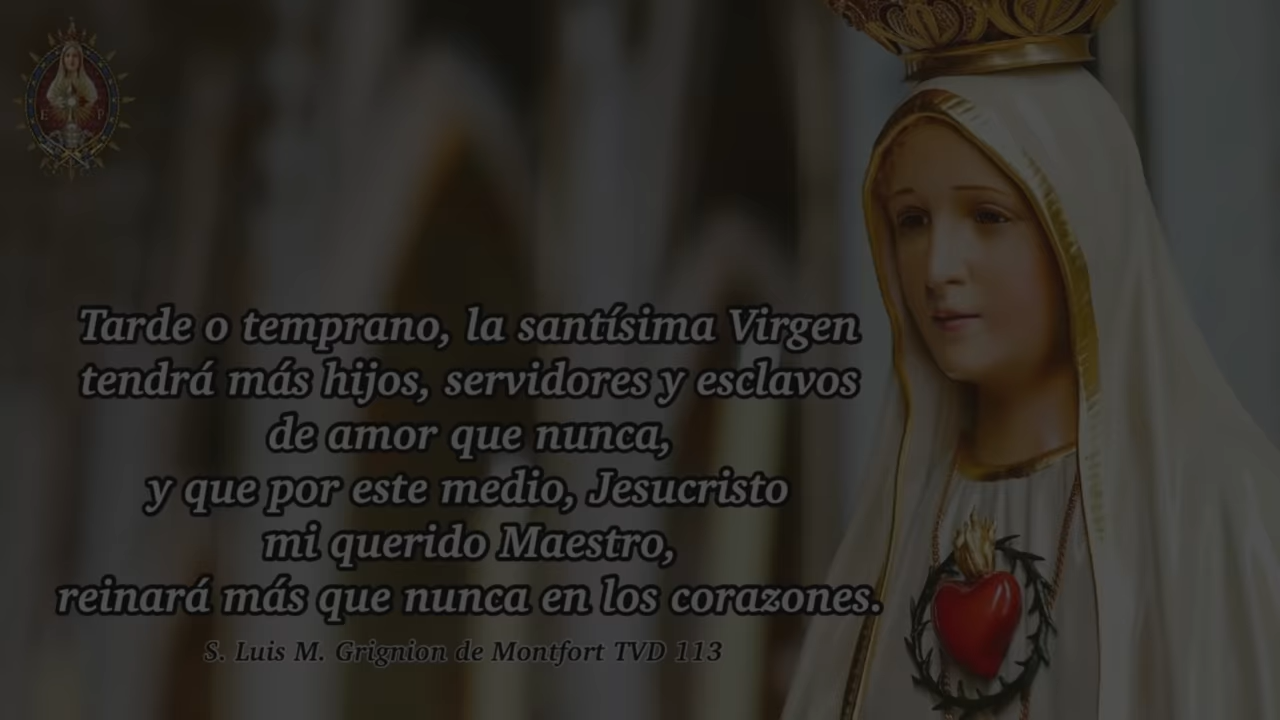 E P
Tarde o temprano, la santísima Virgen
tendrá más hijos, servidores y esclavos
de amor que nunca,
y que por este medio, Jesucristo
mi querido Maestro,
reinará más que nunca en los corazones.
S. Luis M. Grignion de Montfort TVD 113